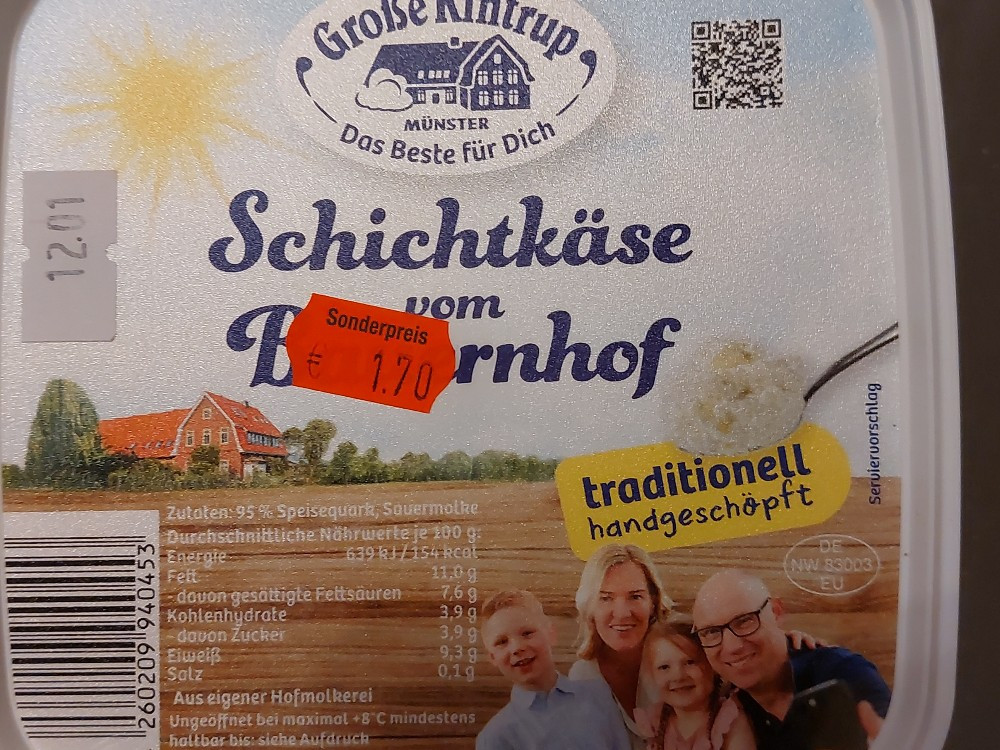 Große Kintrup
MÜNSTER
Das Beste für Dich
12.01
Schichtkäse
vom
Sonderpreis
€ 1.70
rnhof
Serviervorschlag
traditionell
handgeschöpft
Zutaten: 95 % Speisequark, Sauermolke
Durchschnittliche Nährwerte je 100 g:
Energie 639 kJ / 154 kcal
Fett 11,0 g
- davon gesättigte Fettsäuren 7,6 g
Kohlenhydrate 3,9 g
- davon Zucker 3,9 g
Eiweiß 9,3 g
Salz 0,1 g
Aus eigener Hofmolkerei
Ungeöffnet bei maximal +8°C mindestens
haltbar bis: siehe Aufdruck
DE
NW 83003
EU
260209 940453